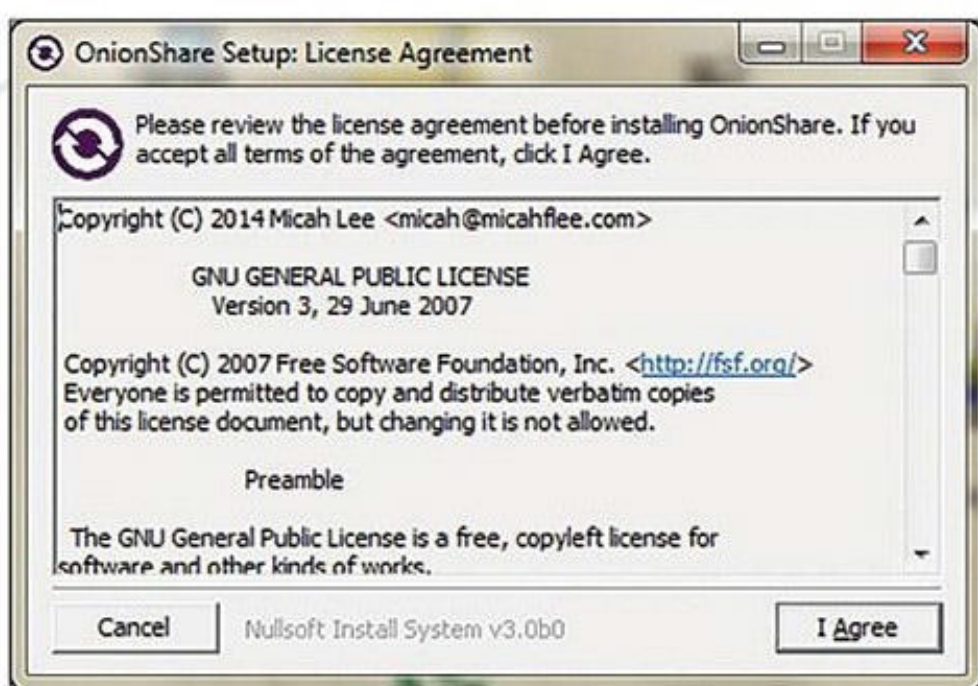 OnionShare Setup: License Agreement
Please review the license agreement before installing OnionShare. If you
accept all terms of the agreement, click I Agree.
Copyright (C) 2014 Micah Lee <micah@micahflee.com>
GNU GENERAL PUBLIC LICENSE
Version 3, 29 June 2007
Copyright (C) 2007 Free Software Foundation, Inc. <http://fsf.org/>
Everyone is permitted to copy and distribute verbatim copies
of this license document, but changing it is not allowed.
Preamble
The GNU General Public License is a free, copyleft license for
software and other kinds of works.
Cancel
Nullsoft Install System v3.0b0
I Agree